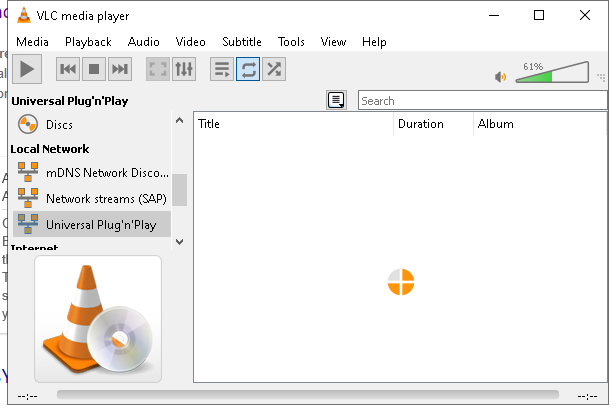 VLC media player
Media Playback Audio Video Subtitle Tools View Help
61%
Universal Plug'n'Play
Search
Discs
Title Duration Album
Local Network
mDNS Network Disco...
Network streams (SAP)
Universal Plug'n'Play
Internet
--:-- --:--